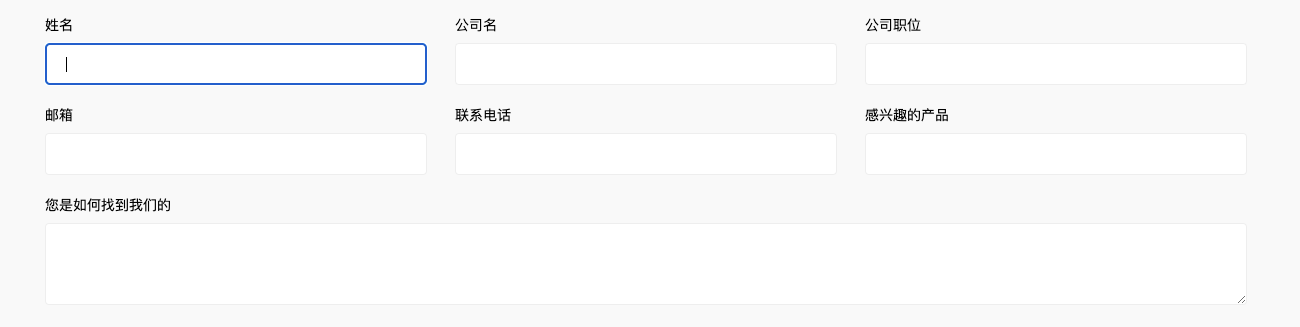 姓名
公司名
公司职位
邮箱
联系电话
感兴趣的产品
您是如何找到我们的